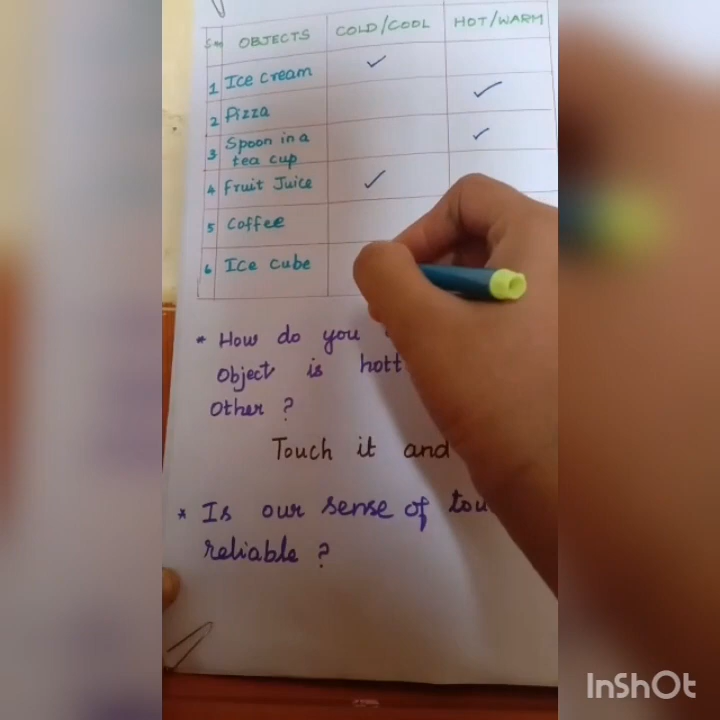 S.no OBJECTS COLD/COOL HOT/WARM
1 Ice cream ✓
2 Pizza ✓
3 Spoon in a
tea cup ✓
4 Fruit Juice ✓
5 Coffee
6 Ice cube
* How do you
object is hott
other ?
Touch it and
* Is our sense of tou
reliable ?
InShOt